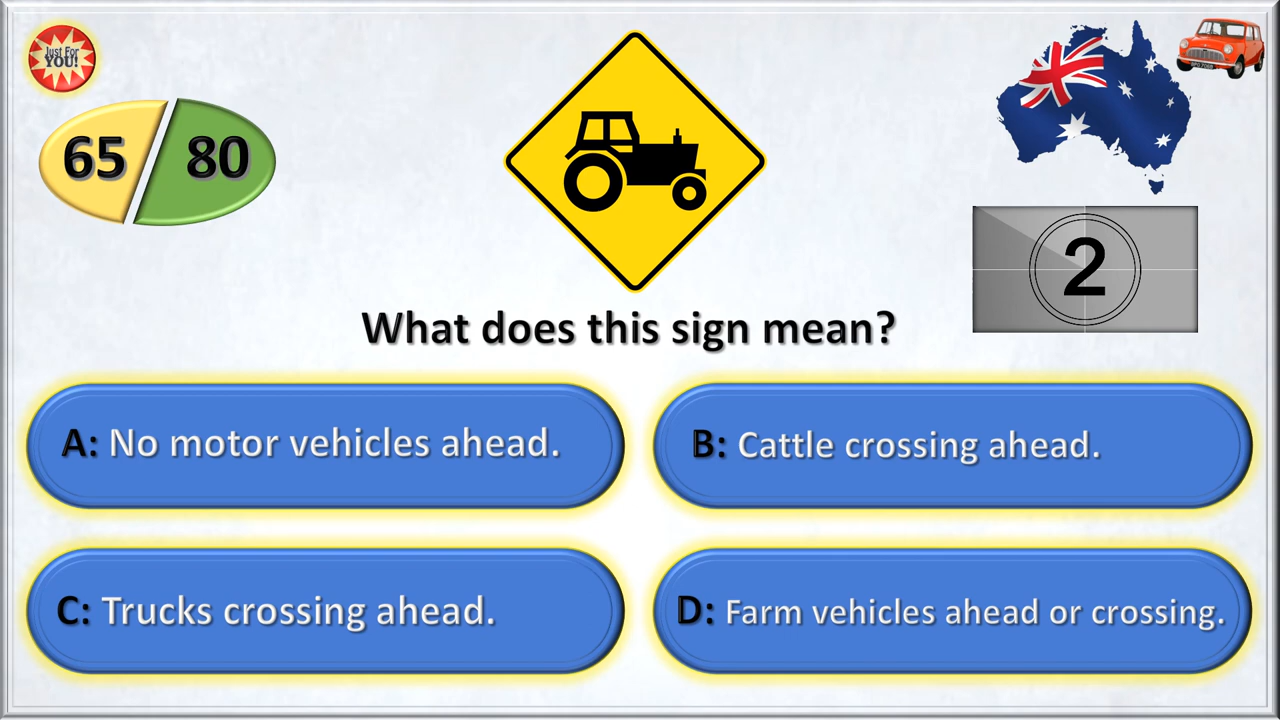 Just For
YOU!
65 80
2
What does this sign mean?
A: No motor vehicles ahead.
B: Cattle crossing ahead.
C: Trucks crossing ahead.
D: Farm vehicles ahead or crossing.